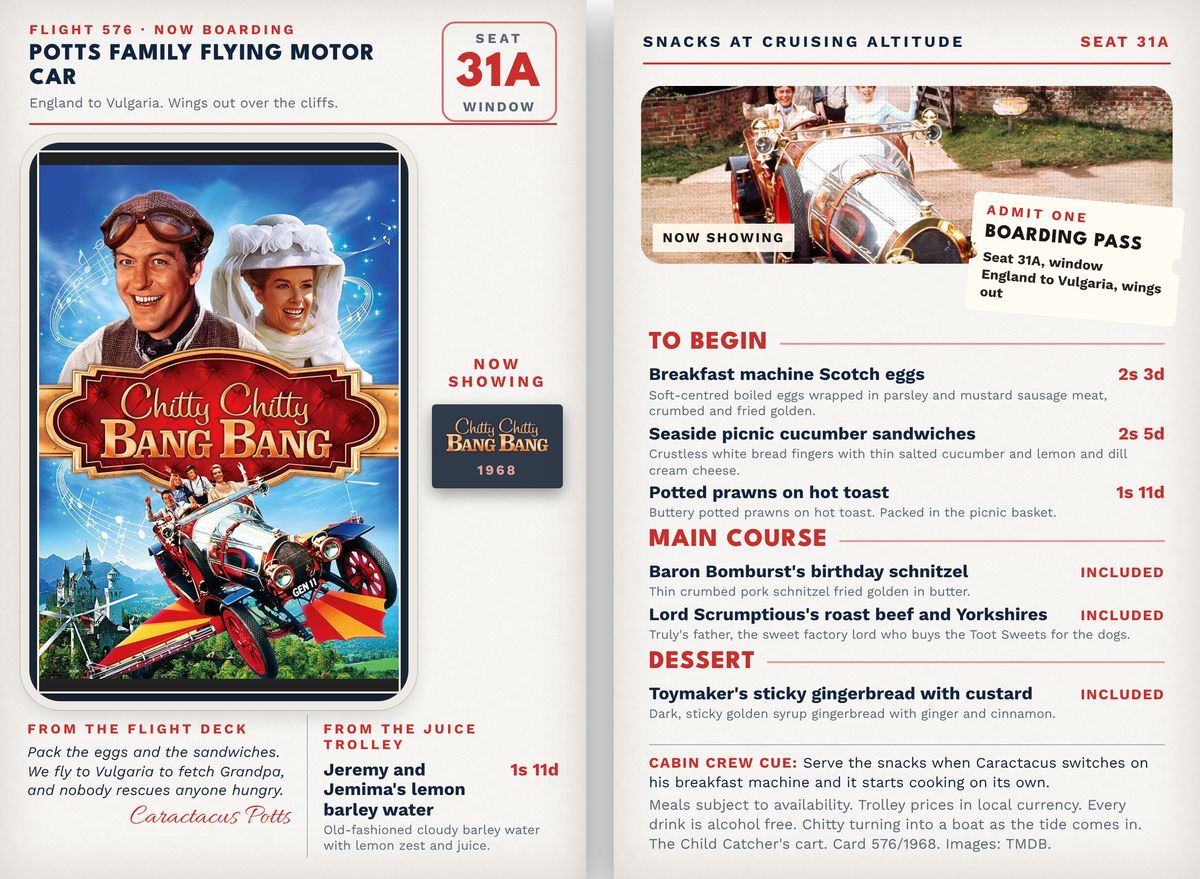 FLIGHT 576 · NOW BOARDING
POTTS FAMILY FLYING MOTOR
CAR
England to Vulgaria. Wings out over the cliffs.
SEAT
31A
WINDOW
Chitty Chitty
BANG BANG
GEN 11
NOW
SHOWING
Chitty Chitty
BANG BANG
1968
FROM THE FLIGHT DECK
Pack the eggs and the sandwiches.
We fly to Vulgaria to fetch Grandpa,
and nobody rescues anyone hungry.
Caractacus Potts
FROM THE JUICE
TROLLEY
Jeremy and 1s 11d
Jemima's lemon
barley water
Old-fashioned cloudy barley water
with lemon zest and juice.
SNACKS AT CRUISING ALTITUDE SEAT 31A
NOW SHOWING
ADMIT ONE
BOARDING PASS
Seat 31A, window
England to Vulgaria, wings
out
TO BEGIN
Breakfast machine Scotch eggs 2s 3d
Soft-centred boiled eggs wrapped in parsley and mustard sausage meat,
crumbed and fried golden.
Seaside picnic cucumber sandwiches 2s 5d
Crustless white bread fingers with thin salted cucumber and lemon and dill
cream cheese.
Potted prawns on hot toast 1s 11d
Buttery potted prawns on hot toast. Packed in the picnic basket.
MAIN COURSE
Baron Bomburst's birthday schnitzel INCLUDED
Thin crumbed pork schnitzel fried golden in butter.
Lord Scrumptious's roast beef and Yorkshires INCLUDED
Truly's father, the sweet factory lord who buys the Toot Sweets for the dogs.
DESSERT
Toymaker's sticky gingerbread with custard INCLUDED
Dark, sticky golden syrup gingerbread with ginger and cinnamon.
CABIN CREW CUE: Serve the snacks when Caractacus switches on
his breakfast machine and it starts cooking on its own.
Meals subject to availability. Trolley prices in local currency. Every
drink is alcohol free. Chitty turning into a boat as the tide comes in.
The Child Catcher's cart. Card 576/1968. Images: TMDB.